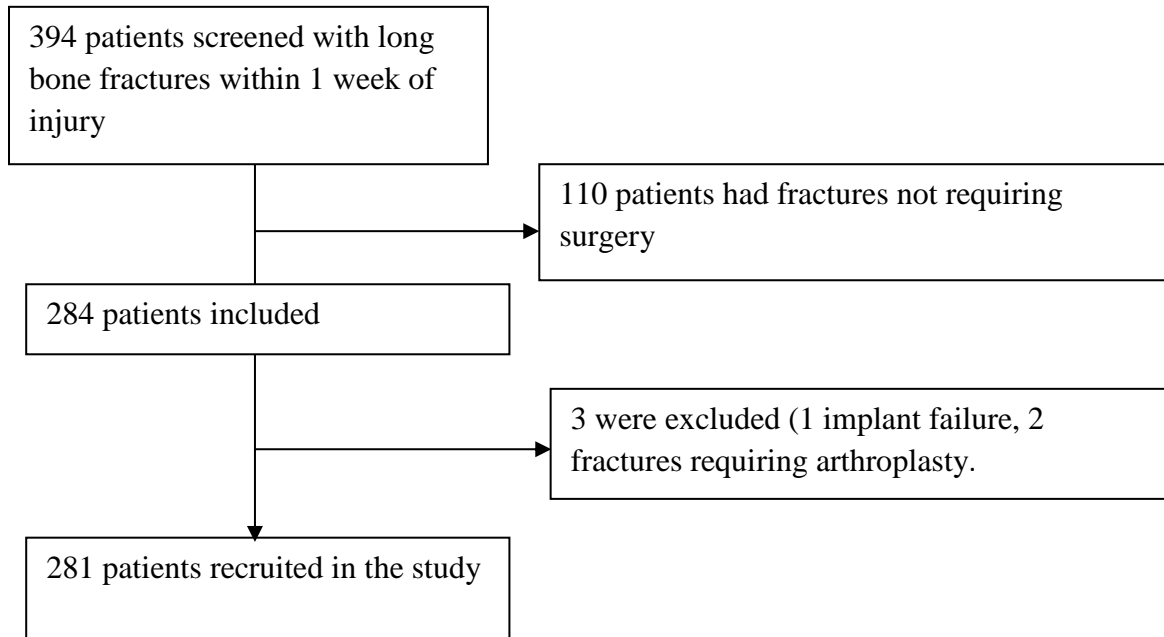 394 patients screened with long
bone fractures within 1 week of
injury
110 patients had fractures not requiring
surgery
284 patients included
3 were excluded (1 implant failure, 2
fractures requiring arthroplasty.
281 patients recruited in the study